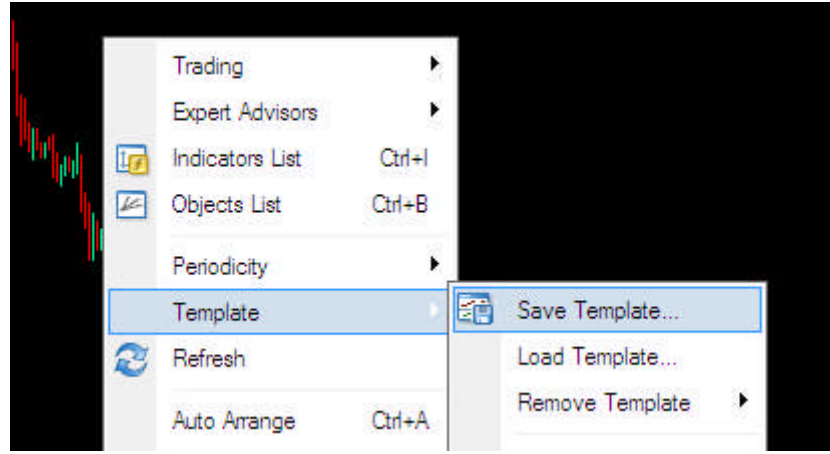 Trading
Expert Advisors
Indicators List Ctrl+I
Objects List Ctrl+B
Periodicity
Template
Save Template...
Refresh
Load Template...
Remove Template
Auto Arrange Ctrl+A